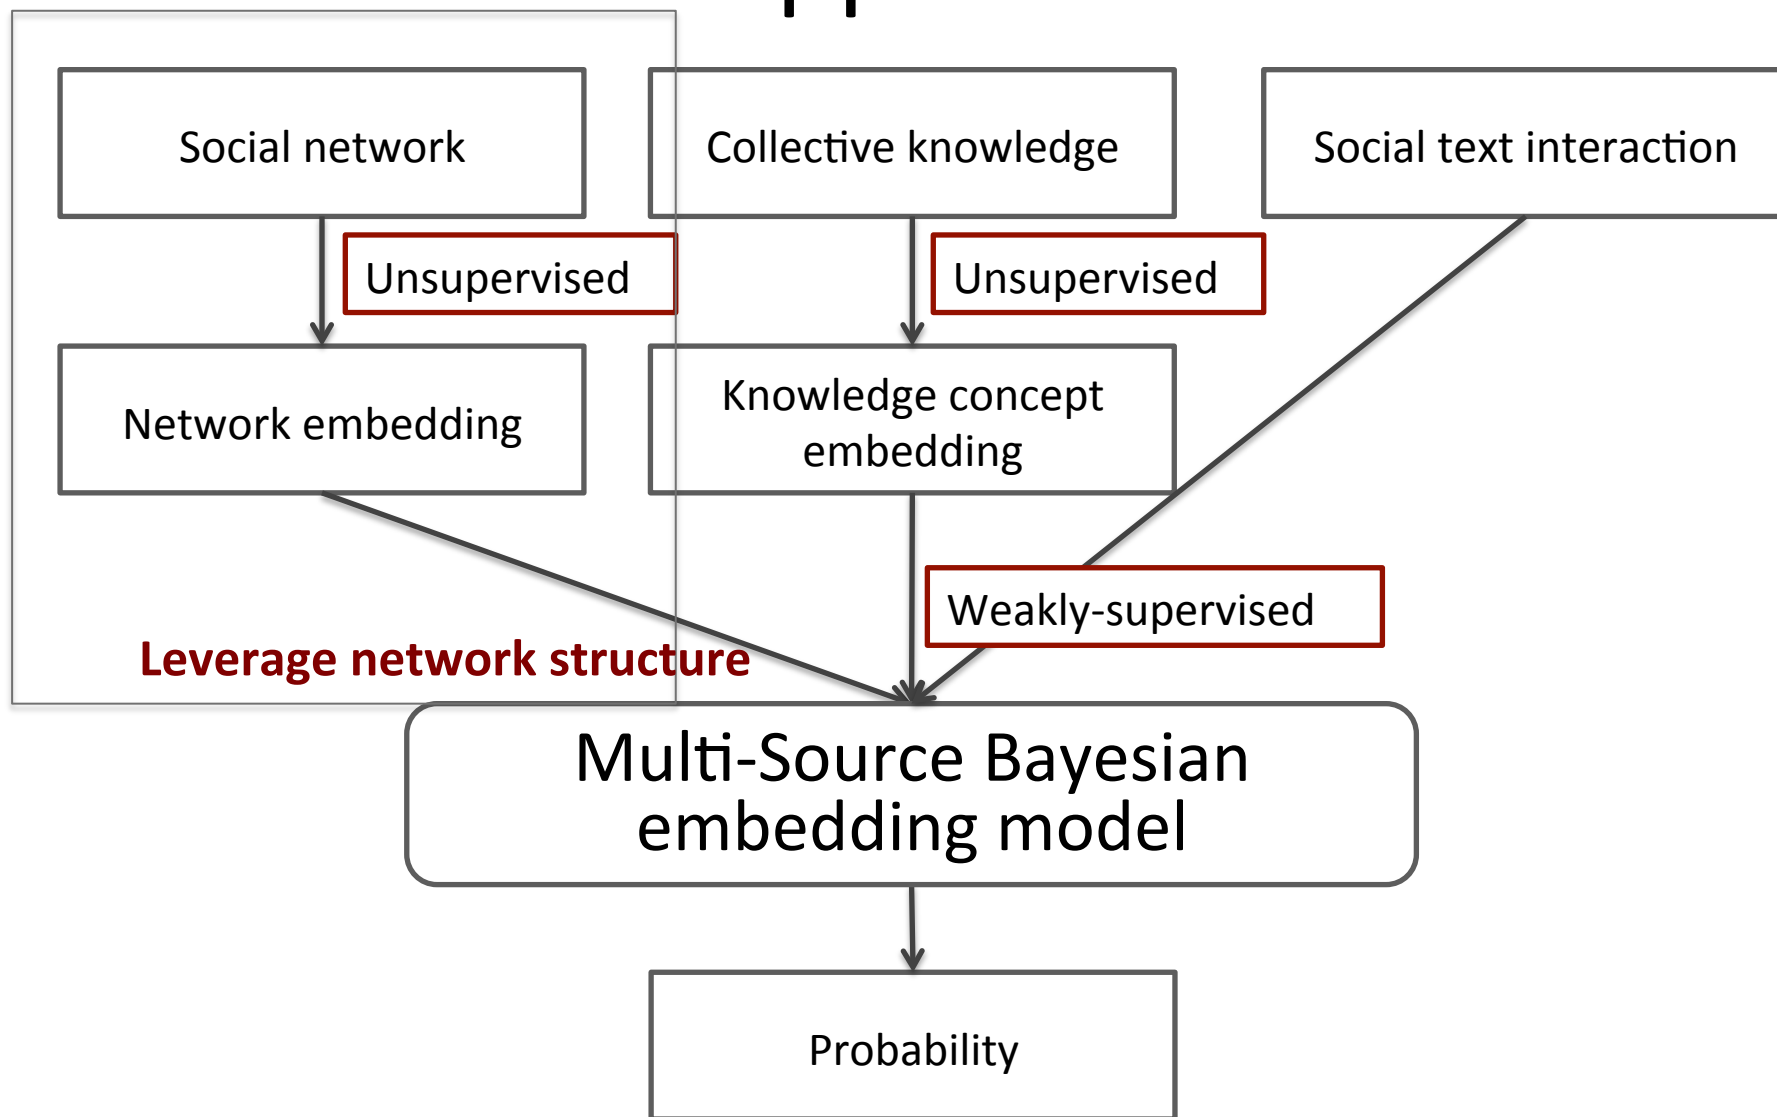 Social network
Collective knowledge
Social text interaction
Unsupervised
Unsupervised
Network embedding
Knowledge concept
embedding
Weakly-supervised
Leverage network structure
Multi-Source Bayesian
embedding model
Probability